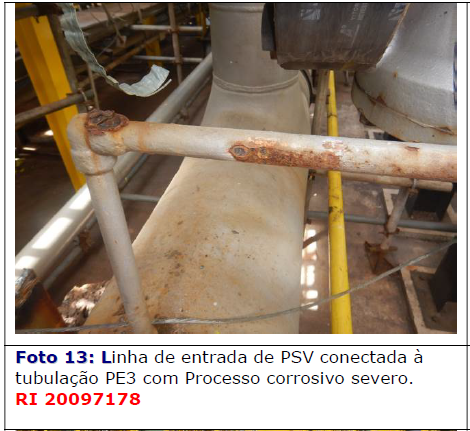 Foto 13: Linha de entrada de PSV conectada à
tubulação PE3 com Processo corrosivo severo.
RI 20097178